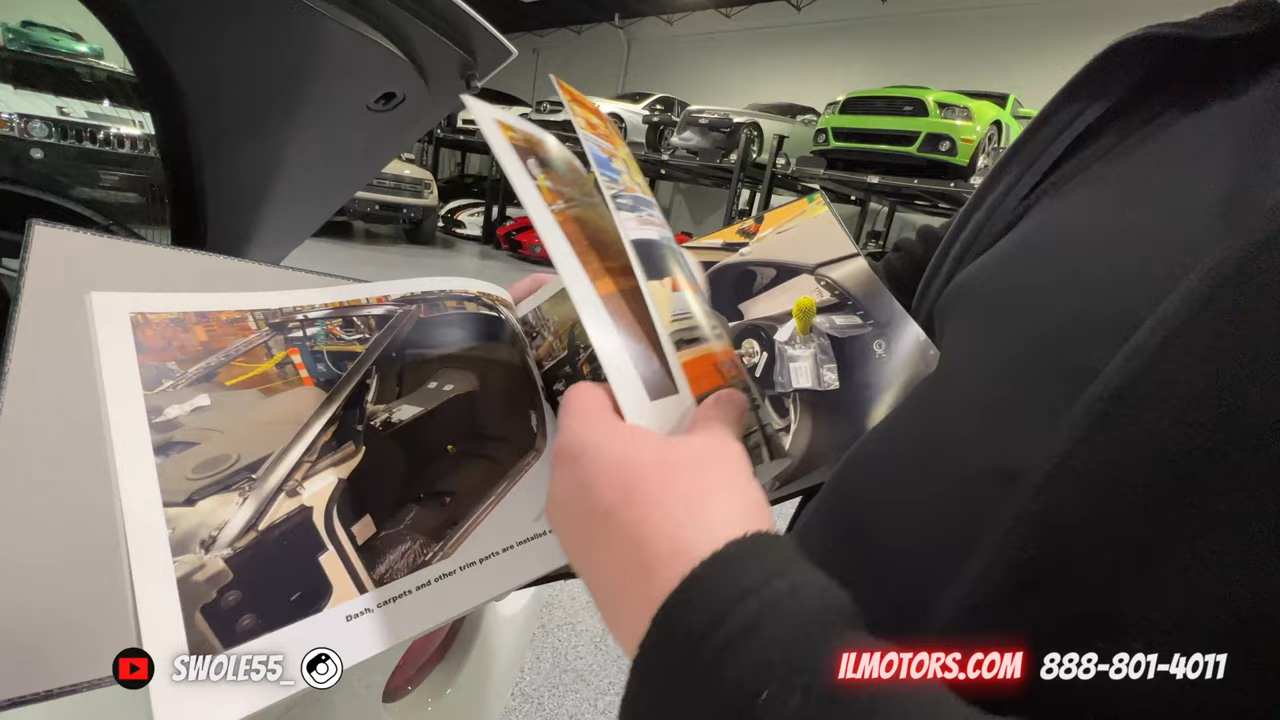 Dash, carpets and other trim parts are installed
SWOLE55_
ILMOTORS.COM 888-801-4011